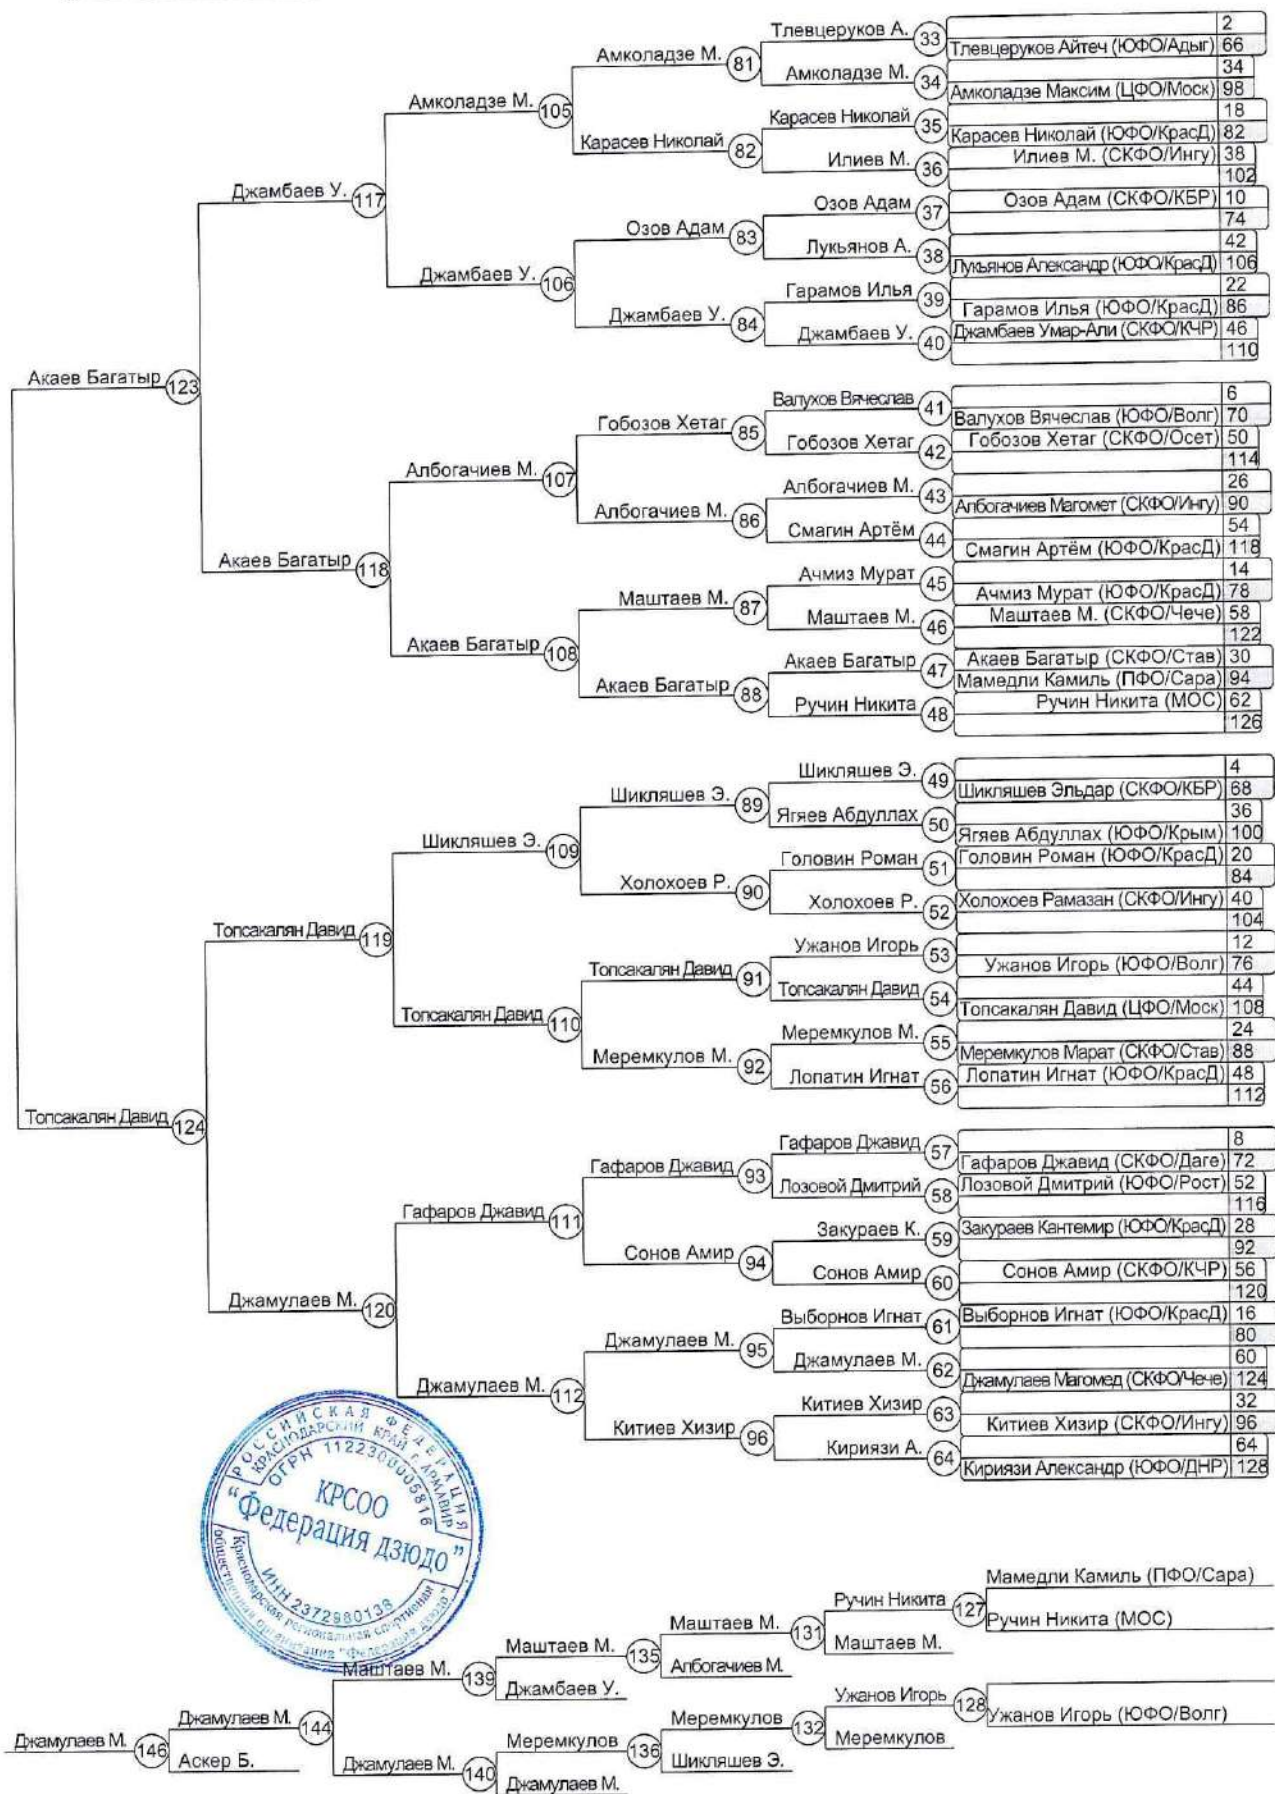 Тлевцеруков А. 33 2
Тлевцеруков Айтеч (ЮФО/Адыг) 66
Амколадзе М. 81
Амколадзе М. 34 34
Амколадзе Максим (ЦФО/Моск) 98
Амколадзе М. 105
Карасев Николай 35 18
Карасев Николай (ЮФО/КрасД) 82
Карасев Николай 82
Илиев М. 36 Илиев М. (СКФО/Ингу) 38
102
Джамбаев У. 117
Озов Адам 37 Озов Адам (СКФО/КБР) 10
74
Озов Адам 83
Лукьянов А. 38 42
Лукьянов Александр (ЮФО/КрасД) 106
Джамбаев У. 106
Гарамов Илья 39 22
Гарамов Илья (ЮФО/КрасД) 86
Джамбаев У. 84
Джамбаев У. 40 Джамбаев Умар-Али (СКФО/КЧР) 46
110
Акаев Багатыр 123
Валухов Вячеслав 41 6
Валухов Вячеслав (ЮФО/Волг) 70
Гобозов Хетаг 85
Гобозов Хетаг 42 Гобозов Хетаг (СКФО/Осет) 50
114
Албогачиев М. 107
Албогачиев М. 43 26
Албогачиев Магомет (СКФО/Ингу) 90
Албогачиев М. 86
Смагин Артём 44 54
Смагин Артём (ЮФО/КрасД) 118
Акаев Багатыр 118
Ачмиз Мурат 45 14
Ачмиз Мурат (ЮФО/КрасД) 78
Маштаев М. 87
Маштаев М. 46 Маштаев М. (СКФО/Чече) 58
122
Акаев Багатыр 108
Акаев Багатыр 47 Акаев Багатыр (СКФО/Став) 30
Мамедли Камиль (ПФО/Сара) 94
Акаев Багатыр 88
Ручин Никита 48 Ручин Никита (МОС) 62
126
Шикляшев Э. 49 4
Шикляшев Эльдар (СКФО/КБР) 68
Шикляшев Э. 89
Ягяев Абдуллах 50 36
Ягяев Абдуллах (ЮФО/Крым) 100
Шикляшев Э. 109
Головин Роман 51 Головин Роман (ЮФО/КрасД) 20
84
Холохоев Р. 90
Холохоев Р. 52 Холохоев Рамазан (СКФО/Ингу) 40
104
Топсакалян Давид 119
Ужанов Игорь 53 12
Ужанов Игорь (ЮФО/Волг) 76
Топсакалян Давид 91
Топсакалян Давид 54 44
Топсакалян Давид (ЦФО/Моск) 108
Топсакалян Давид 110
Меремкулов М. 55 24
Меремкулов Марат (СКФО/Став) 88
Меремкулов М. 92
Лопатин Игнат 56 Лопатин Игнат (ЮФО/КрасД) 48
112
Топсакалян Давид 124
Гафаров Джавид 57 8
Гафаров Джавид (СКФО/Даге) 72
Гафаров Джавид 93
Лозовой Дмитрий 58 Лозовой Дмитрий (ЮФО/Рост) 52
116
Гафаров Джавид 111
Закураев К. 59 Закураев Кантемир (ЮФО/КрасД) 28
92
Сонов Амир 94
Сонов Амир 60 Сонов Амир (СКФО/КЧР) 56
120
Джамулаев М. 120
Выборнов Игнат 61 Выборнов Игнат (ЮФО/КрасД) 16
80
Джамулаев М. 95
Джамулаев М. 62 60
Джамулаев Магомед (СКФО/Чече) 124
Джамулаев М. 112
Китиев Хизир 63 32
Китиев Хизир (СКФО/Ингу) 96
Китиев Хизир 96
Кириязи А. 64 64
Кириязи Александр (ЮФО/ДНР) 128
РОССИЙСКАЯ ФЕДЕРАЦИЯ
КРАСНОДАРСКИЙ КРАЙ г. АРМАВИР
ОГРН 1122300005816
КРСОО
"Федерация дзюдо"
ИНН 2372980138
Краснодарская региональная спортивная
общественная организация "Федерация дзюдо"
Мамедли Камиль (ПФО/Сара)
Ручин Никита 127
Ручин Никита (МОС)
Маштаев М. 131
Маштаев М.
Маштаев М. 135
Албогачиев М.
Маштаев М. 139
Джамбаев У.
Ужанов Игорь 128
Ужанов Игорь (ЮФО/Волг)
Джамулаев М. 144
Меремкулов 132
Меремкулов
Джамулаев М. 146
Аскер Б.
Меремкулов 136
Шикляшев Э.
Джамулаев М. 140
Джамулаев М.